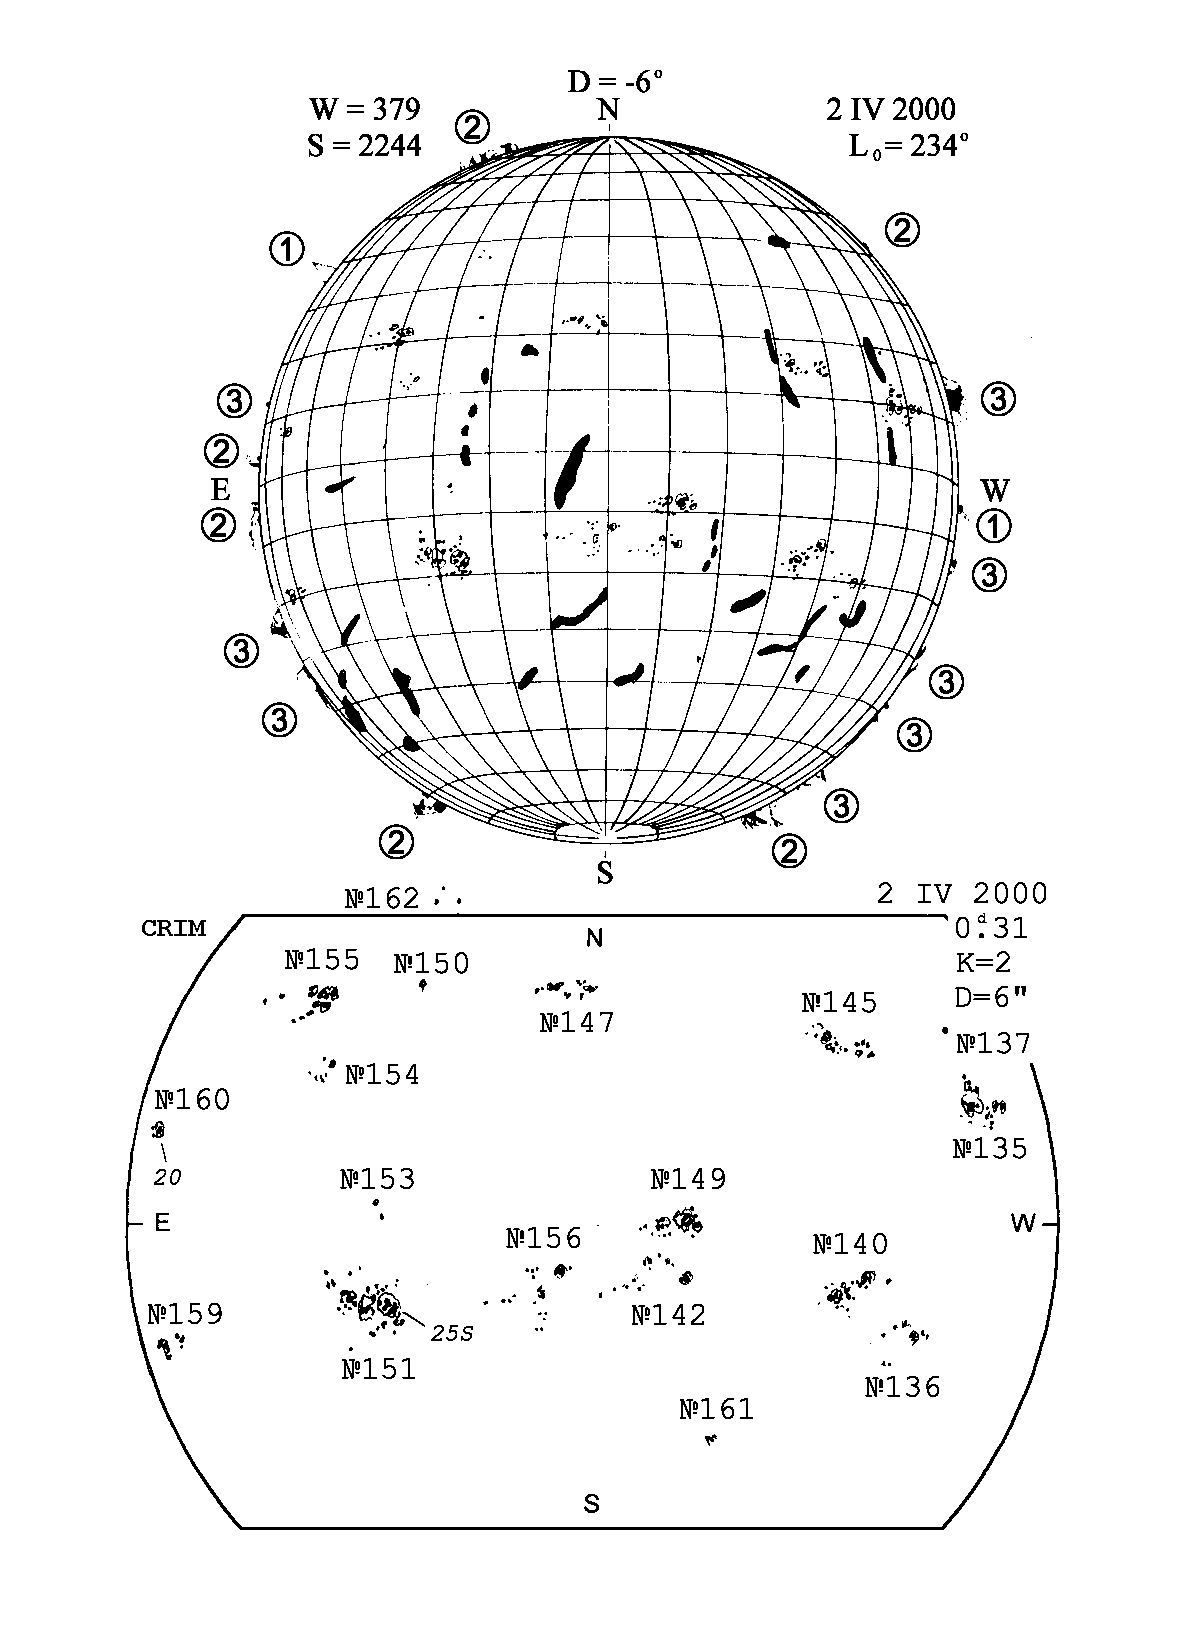 D = -6°
W = 379
N
2 IV 2000
S = 2244
②
L₀= 234°
②
①
③
③
②
E
W
②
①
③
③
③
③
③
③
②
②
S
№162
2 IV 2000
CRIM
N
0ᵈ.31
№155
№150
K=2
D=6"
№145
№147
№137
№154
№160
№135
20
№153
№149
E
W
№156
№140
№159
№142
25S
№151
№136
№161
S